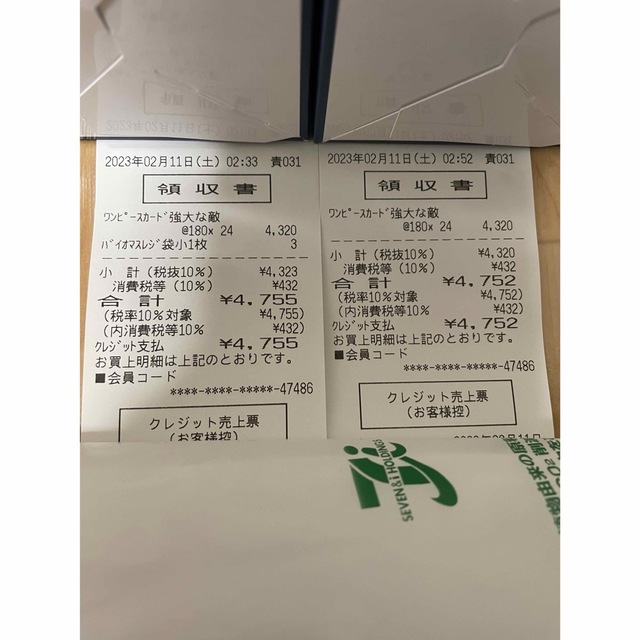 2023年02月11日(土) 02:33 責031
領収書
ワンピースカード強大な敵
@180x 24 4,320
バイオマスレジ袋小1枚 3
小 計 (税抜10%) ¥4,323
消費税等 (10%) ¥432
合計 ¥4,755
(税率10%対象 ¥4,755)
(内消費税等10% ¥432)
クレジット支払 ¥4,755
お買上明細は上記のとおりです。
■会員コード
****-****-*****-47486
クレジット売上票
(お客様控)
2023年02月11日(土) 02:52 責031
領収書
ワンピースカード強大な敵
@180x 24 4,320
小 計 (税抜10%) ¥4,320
消費税等 (10%) ¥432
合計 ¥4,752
(税率10%対象 ¥4,752)
(内消費税等10% ¥432)
クレジット支払 ¥4,752
お買上明細は上記のとおりです。
■会員コード
****-****-*****-47486
クレジット売上票
(お客様控)
SEVEN & i HOLDINGS